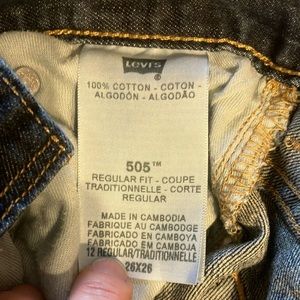 Levi's
®
100% COTTON - COTON -
ALGODÓN - ALGODÃO
505™
REGULAR FIT - COUPE
TRADITIONNELLE - CORTE
REGULAR
MADE IN CAMBODIA
FABRIQUE AU CAMBODGE
FABRICADO EN CAMBOYA
FABRICADO EM CAMBOJA
12 REGULAR/TRADITIONNELLE
26X26